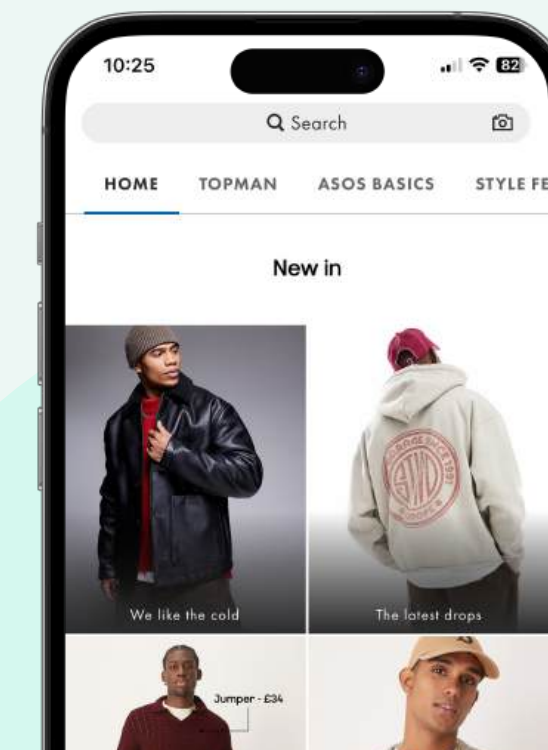 10:25
82
Search
HOME TOPMAN ASOS BASICS STYLE FE
New in
We like the cold
The latest drops
Jumper - £34